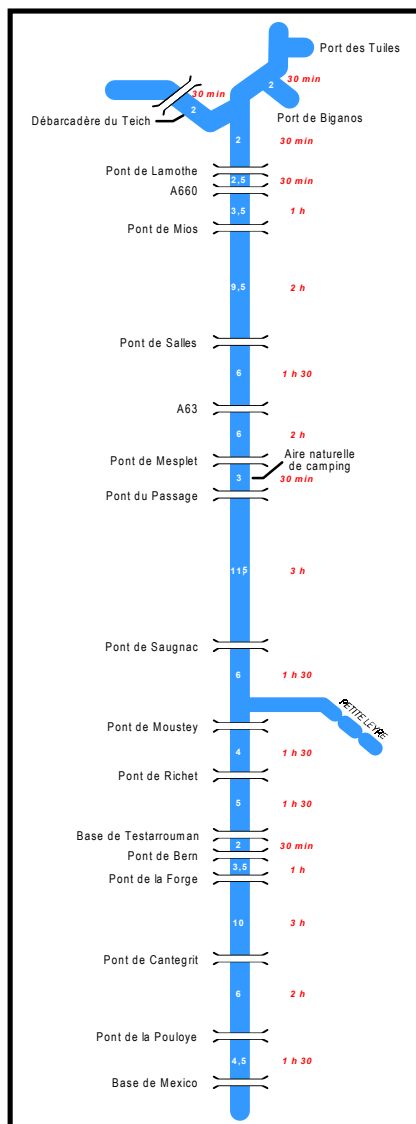 Port des Tuiles
2 30 min
30 min
2
Débarcadère du Teich
Port de Biganos
2 30 min
Pont de Lamothe
2,5 30 min
A660
3,5 1 h
Pont de Mios
9,5 2 h
Pont de Salles
6 1 h 30
A63
6 2 h
Pont de Mesplet
Aire naturelle
de camping
3 30 min
Pont du Passage
11,5 3 h
Pont de Saugnac
6 1 h 30
PETITE LEYRE
Pont de Moustey
4 1 h 30
Pont de Richet
5 1 h 30
Base de Testarrouman
2 30 min
Pont de Bern
3,5 1 h
Pont de la Forge
10 3 h
Pont de Cantegrit
6 2 h
Pont de la Pouloye
4,5 1 h 30
Base de Mexico